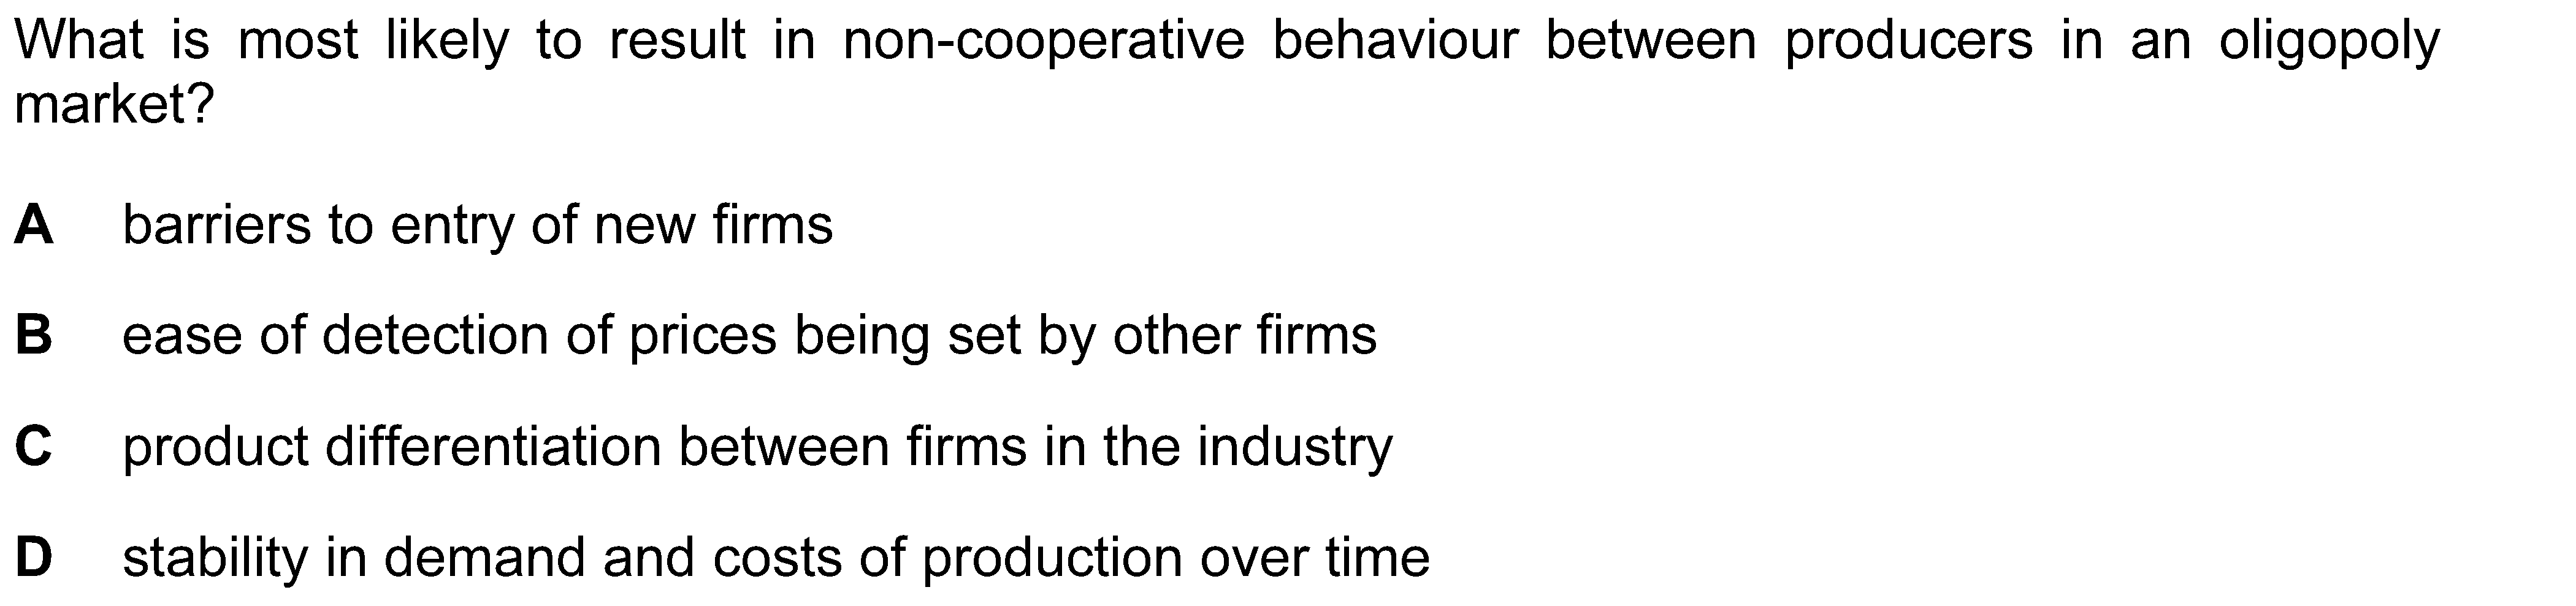 What is most likely to result in non-cooperative behaviour between producers in an oligopoly
market?
A barriers to entry of new firms
B ease of detection of prices being set by other firms
C product differentiation between firms in the industry
D stability in demand and costs of production over time